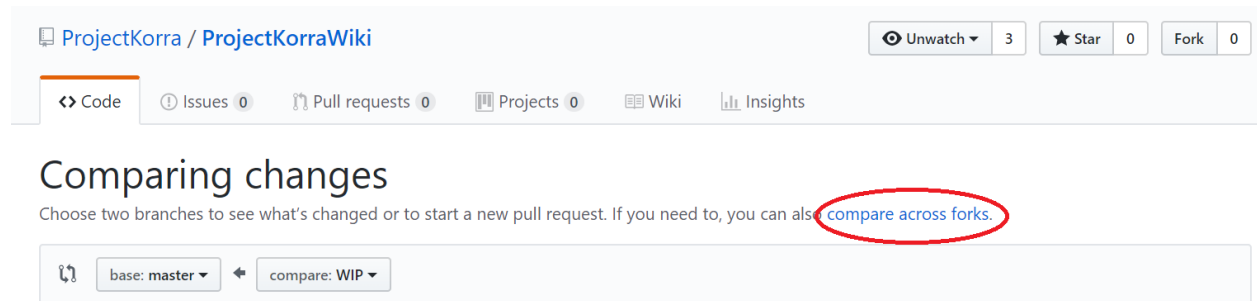 ProjectKorra / ProjectKorraWiki Unwatch 3 Star 0 Fork 0
Code Issues 0 Pull requests 0 Projects 0 Wiki Insights
Comparing changes
Choose two branches to see what's changed or to start a new pull request. If you need to, you can also compare across forks.
base: master compare: WIP